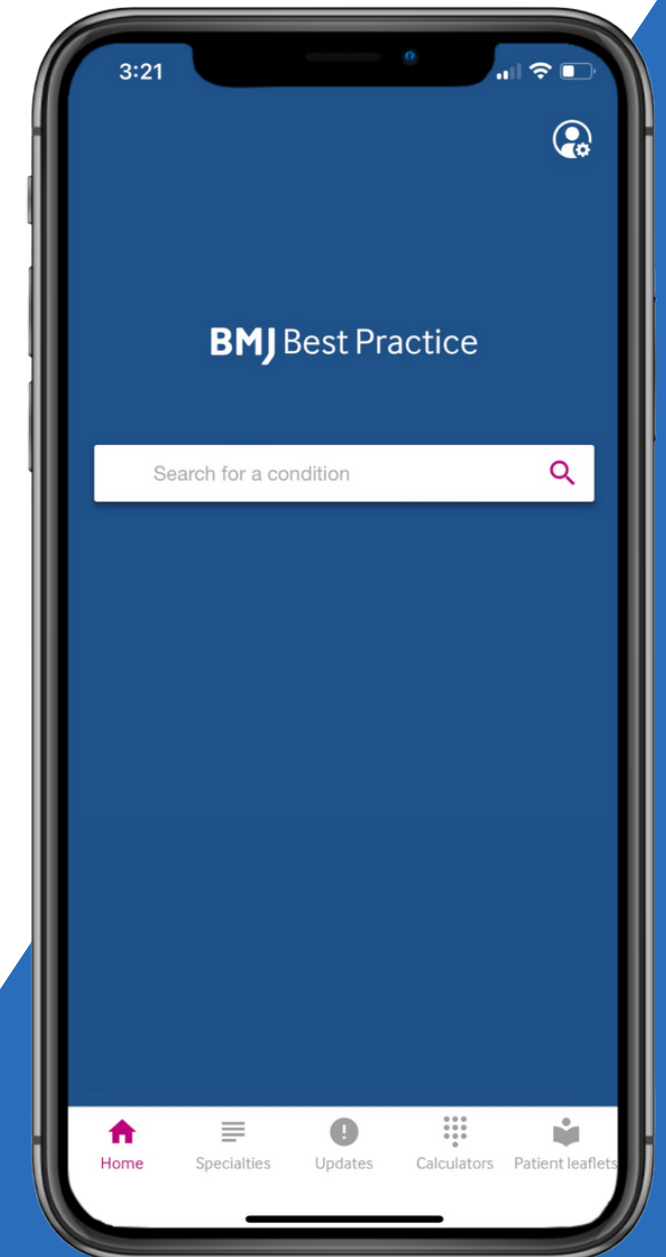 3:21
BMJ Best Practice
Search for a condition
Home Specialties Updates Calculators Patient leaflets